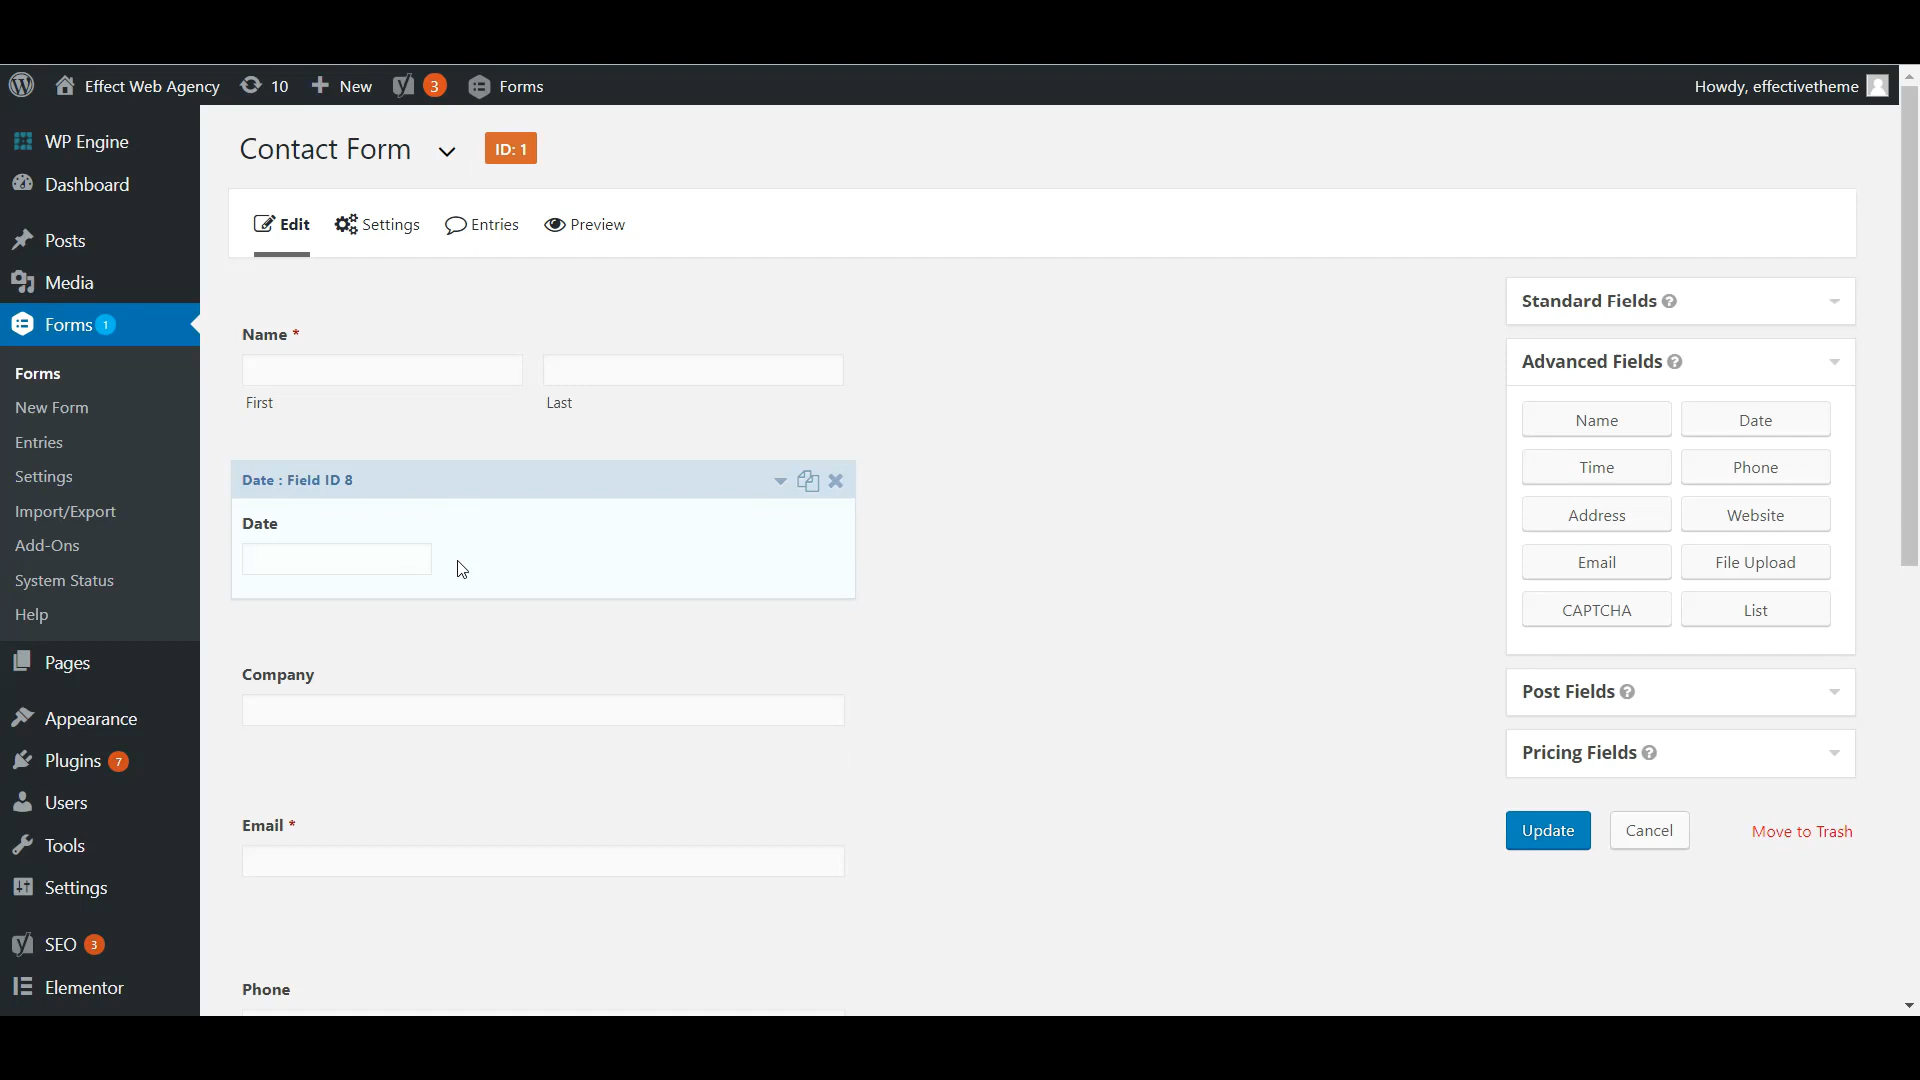 Effect Web Agency 10 New 3 Forms Howdy, effectivetheme
WP Engine
Dashboard
Posts
Media
Forms 1
Forms
New Form
Entries
Settings
Import/Export
Add-Ons
System Status
Help
Pages
Appearance
Plugins 7
Users
Tools
Settings
SEO 3
Elementor
Contact Form ID: 1
Edit Settings Entries Preview
Name *
First Last
Date : Field ID 8
Date
Company
Email *
Phone
Standard Fields ?
Advanced Fields ?
Name Date
Time Phone
Address Website
Email File Upload
CAPTCHA List
Post Fields ?
Pricing Fields ?
Update Cancel Move to Trash